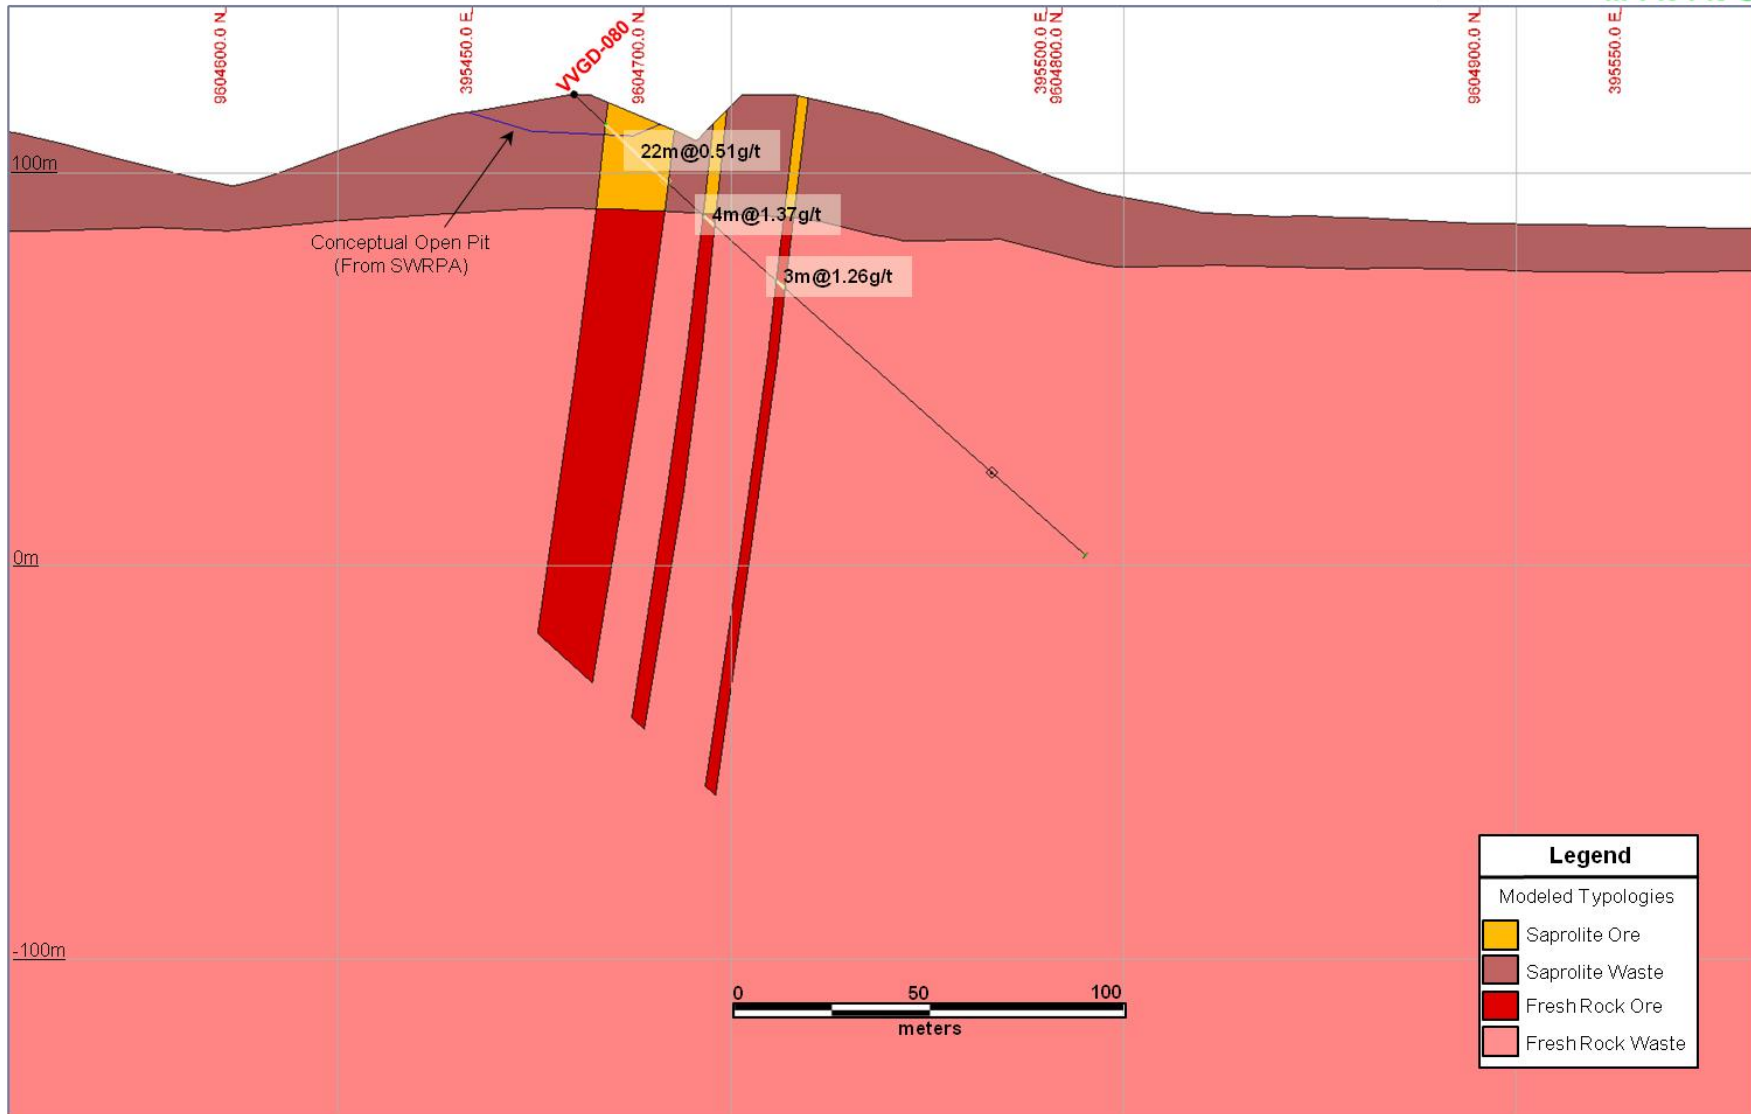 9604600.0 N
395450.0 E
VVGD-080
9604700.0 N
395500.0 E
9604800.0 N
9604900.0 N
395550.0 E
100m
22m@0.51g/t
4m@1.37g/t
Conceptual Open Pit
(From SWRPA)
3m@1.26g/t
0m
-100m
0 50 100
meters
Legend
Modeled Typologies
Saprolite Ore
Saprolite Waste
Fresh Rock Ore
Fresh Rock Waste